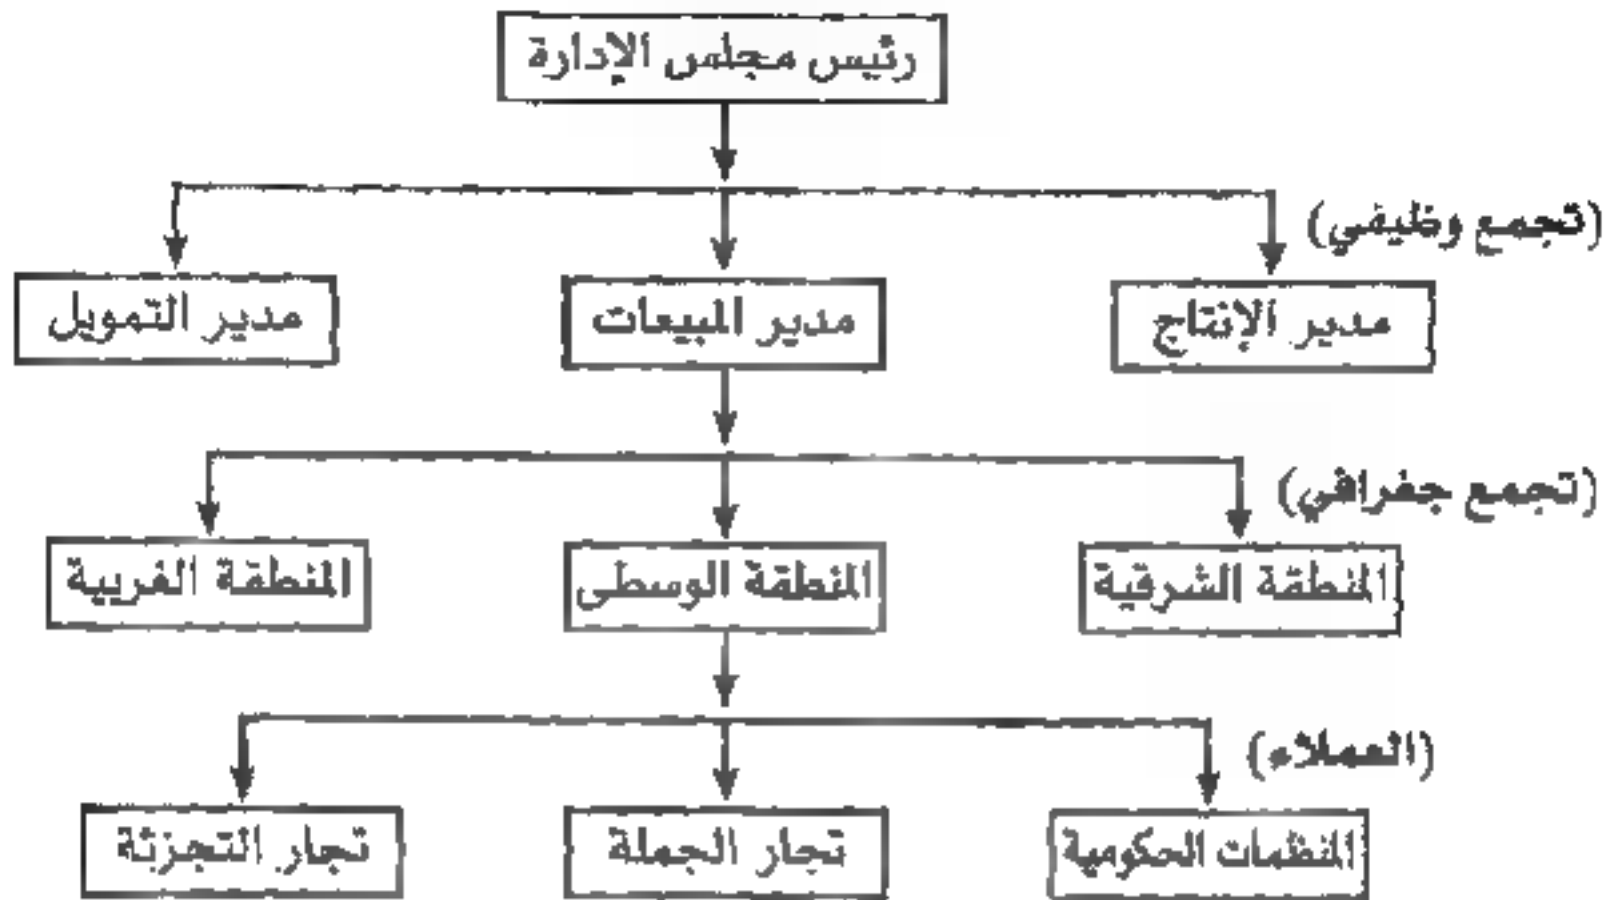 رئيس مجلس الإدارة
(تجمع وظيفي)
مدير الإنتاج
مدير المبيعات
مدير التمويل
(تجمع جغرافي)
المنطقة الشرقية
المنطقة الوسطى
المنطقة الغربية
(العملاء)
المنظمات الحكومية
تجار الجملة
تجار التجزئة